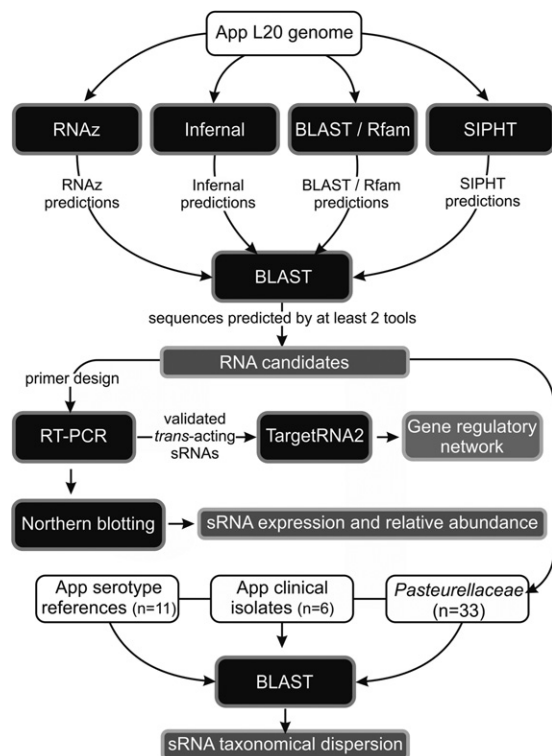 App L20 genome
RNAz
Infernal
BLAST / Rfam
SIPHT
RNAz
predictions
Infernal
predictions
BLAST / Rfam
predictions
SIPHT
predictions
BLAST
sequences predicted by at least 2 tools
RNA candidates
primer design
RT-PCR
validated
trans-acting
sRNAs
TargetRNA2
Gene regulatory
network
Northern blotting
sRNA expression and relative abundance
App serotype
references (n=11)
App clinical
isolates (n=6)
Pasteurellaceae
(n=33)
BLAST
sRNA taxonomical dispersion